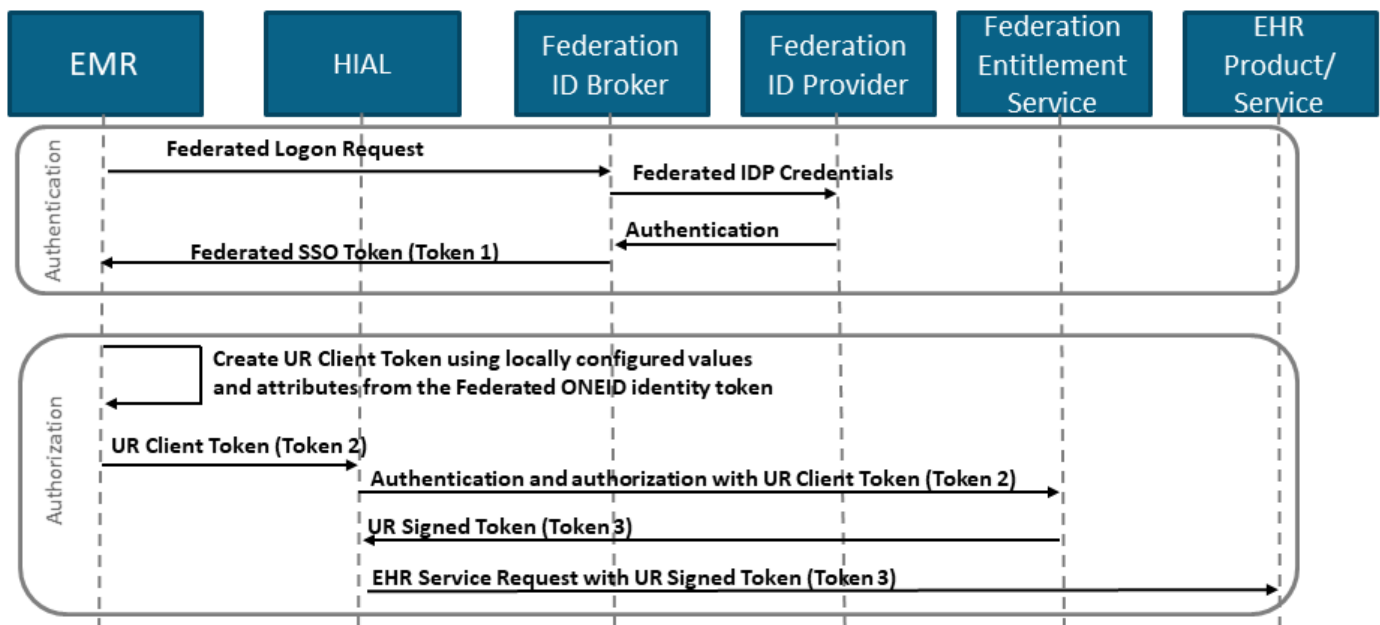 EMR
HIAL
Federation
ID Broker
Federation
ID Provider
Federation
Entitlement
Service
EHR
Product/
Service
Authentication
Federated Logon Request
Federated IDP Credentials
Authentication
Federated SSO Token (Token 1)
Authorization
Create UR Client Token using locally configured values
and attributes from the Federated ONEID identity token
UR Client Token (Token 2)
Authentication and authorization with UR Client Token (Token 2)
UR Signed Token (Token 3)
EHR Service Request with UR Signed Token (Token 3)